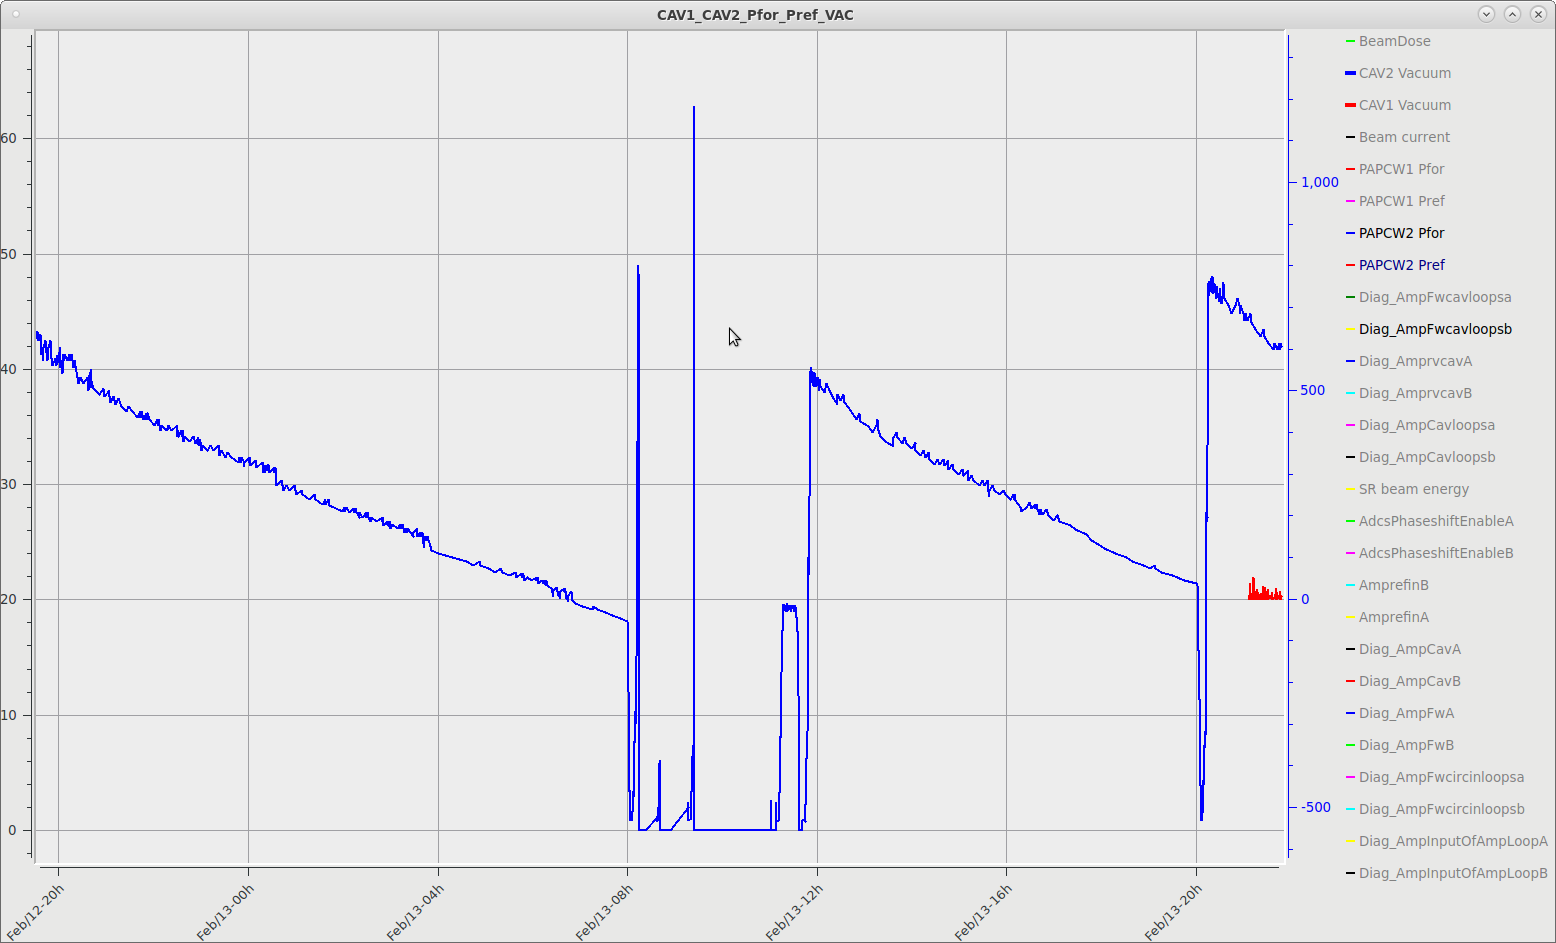 CAV1_CAV2_Pfor_Pref_VAC
60
50
40
30
20
10
0
1,000
500
0
-500
Feb/12-20h
Feb/13-00h
Feb/13-04h
Feb/13-08h
Feb/13-12h
Feb/13-16h
Feb/13-20h
BeamDose
CAV2 Vacuum
CAV1 Vacuum
Beam current
PAPCW1 Pfor
PAPCW1 Pref
PAPCW2 Pfor
PAPCW2 Pref
Diag_AmpFwcavloopsa
Diag_AmpFwcavloopsb
Diag_AmprvcavA
Diag_AmprvcavB
Diag_AmpCavloopsa
Diag_AmpCavloopsb
SR beam energy
AdcsPhaseshiftEnableA
AdcsPhaseshiftEnableB
AmprefinB
AmprefinA
Diag_AmpCavA
Diag_AmpCavB
Diag_AmpFwA
Diag_AmpFwB
Diag_AmpFwcircinloopsa
Diag_AmpFwcircinloopsb
Diag_AmpInputOfAmpLoopA
Diag_AmpInputOfAmpLoopB